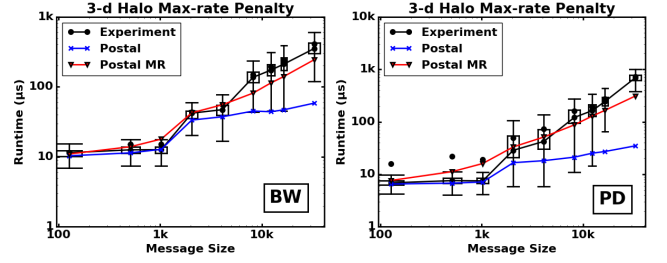 3-d Halo Max-rate Penalty
1k
100
10
1
Runtime (µs)
Experiment
Postal
Postal MR
BW
100
1k
10k
Message Size
3-d Halo Max-rate Penalty
10k
1k
100
10
1
Runtime (µs)
Experiment
Postal
Postal MR
PD
100
1k
10k
Message Size